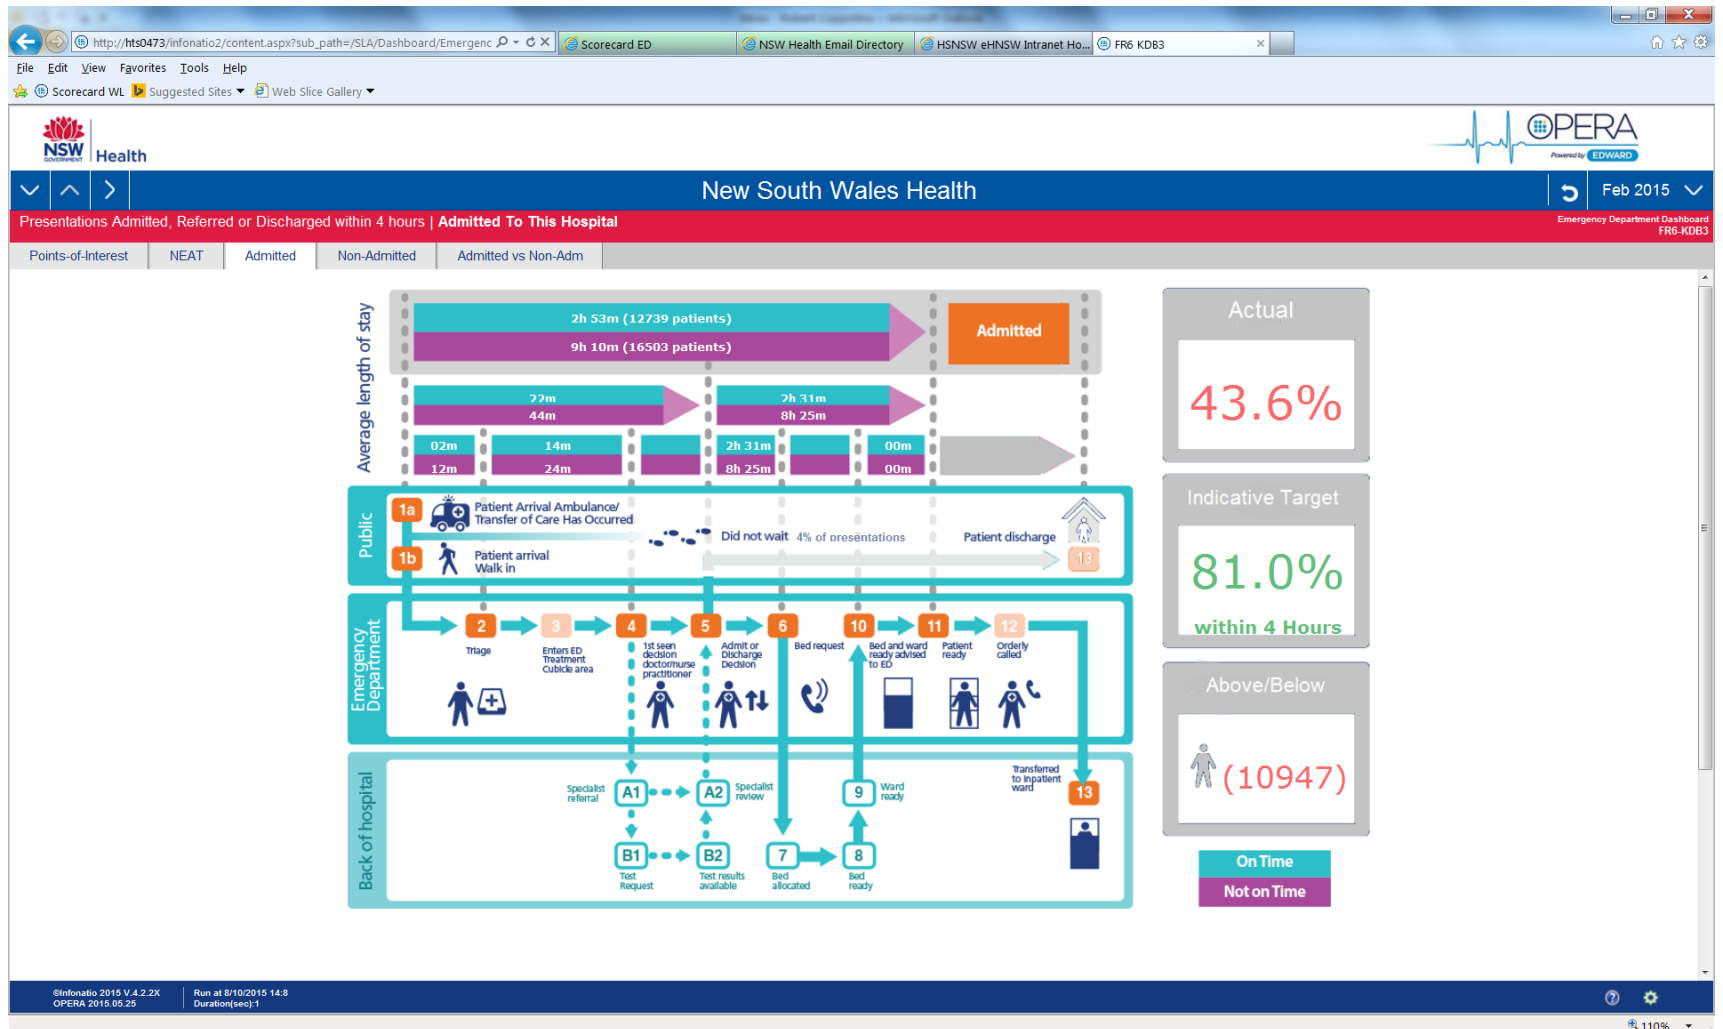 http://hts0473/infonatio2/content.aspx?sub_path=/SLA/Dashboard/Emergenc
Scorecard ED
NSW Health Email Directory
HSNSW eHNSW Intranet Ho...
FR6 KDB3
File Edit View Favorites Tools Help
Scorecard WL
Suggested Sites
Web Slice Gallery
NSW
GOVERNMENT
Health
OPERA
Powered by EDWARD
New South Wales Health
Feb 2015
Presentations Admitted, Referred or Discharged within 4 hours | Admitted To This Hospital
Emergency Department Dashboard
FR6-KDB3
Points-of-Interest
NEAT
Admitted
Non-Admitted
Admitted vs Non-Adm
Average length of stay
2h 53m (12739 patients)
9h 10m (16503 patients)
Admitted
22m
44m
2h 31m
8h 25m
02m
14m
2h 31m
00m
12m
24m
8h 25m
00m
Public
1a
Patient Arrival Ambulance/
Transfer of Care Has Occurred
Did not wait 4% of presentations
Patient discharge
1b
Patient arrival
Walk in
13
Emergency
Department
2
3
4
5
6
10
11
12
Triage
Enters ED
Treatment
Cubicle area
1st seen
decision
doctor/nurse
practitioner
Admit or
Discharge
Decision
Bed request
Bed and ward
ready advised
to ED
Patient
ready
Orderly
called
Back of hospital
Specialist
referral
A1
A2
Specialist
review
9
Ward
ready
Transferred
to Inpatient
ward
13
B1
B2
7
8
Test
Request
Test results
available
Bed
allocated
Bed
ready
Actual
43.6%
Indicative Target
81.0%
within 4 Hours
Above/Below
(10947)
On Time
Not on Time
©Infonatio 2015 V.4.2.2X
OPERA 2015.05.25
Run at 8/10/2015 14:8
Duration(sec):1
110%